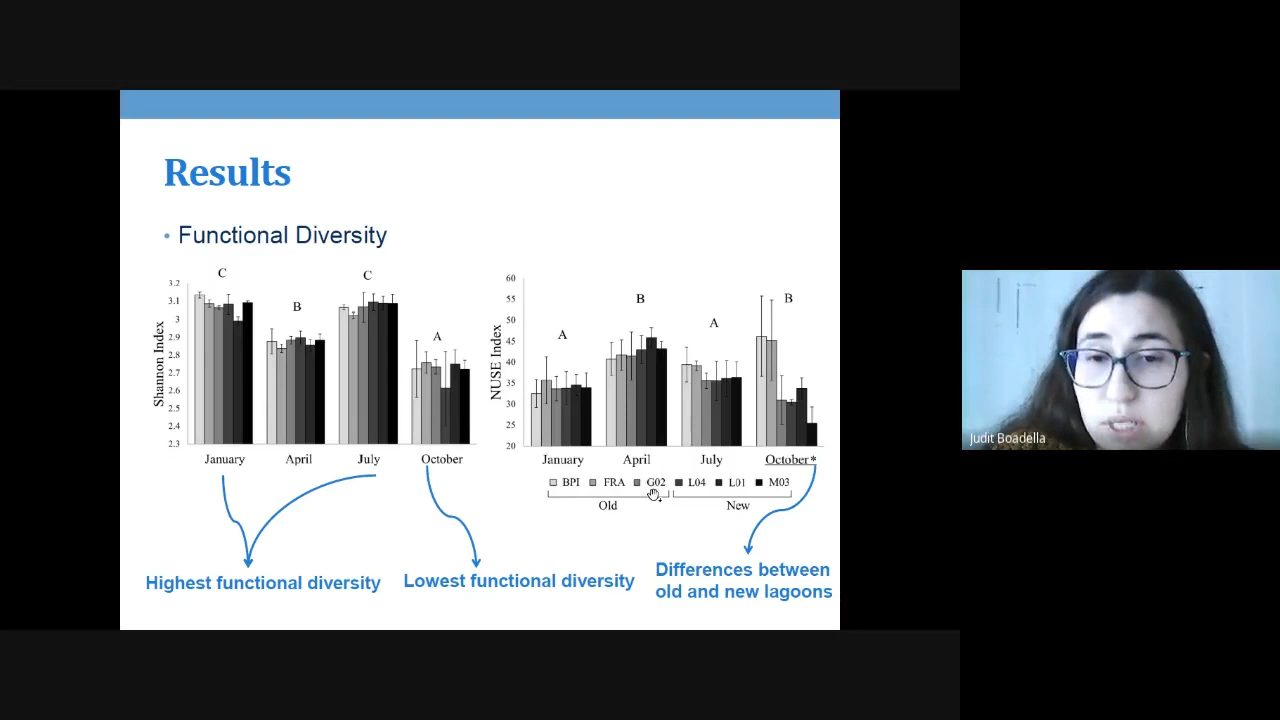 Results
• Functional Diversity
C
B
C
A
Shannon Index
3.2
3.1
3
2.9
2.8
2.7
2.6
2.5
2.4
2.3
January
April
July
October
A
B
A
B
NUSE Index
60
55
50
45
40
35
30
25
20
January
April
July
October*
BPI FRA G02 L04 L01 M03
Old New
Highest functional diversity
Lowest functional diversity
Differences between
old and new lagoons
Judit Boadella